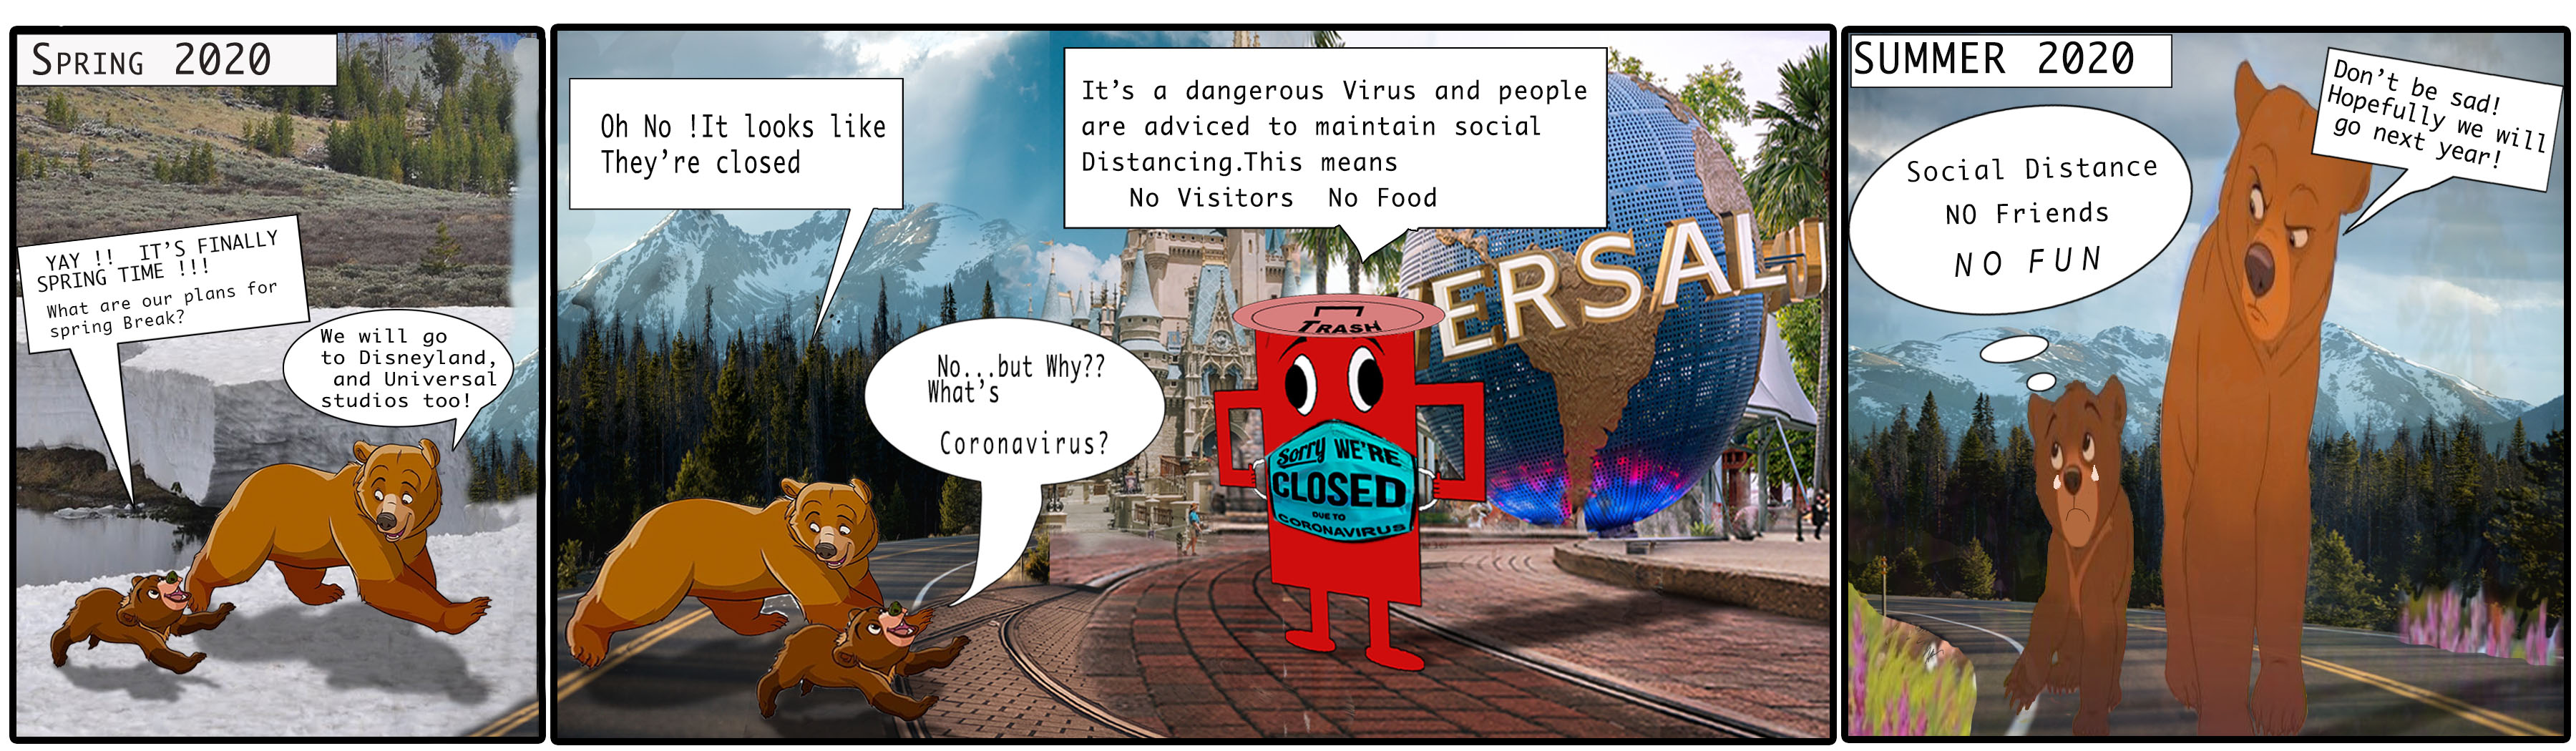 SPRING 2020
YAY !! IT'S FINALLY
SPRING TIME !!!
What are our plans for
spring Break?
We will go
to Disneyland,
and Universal
studios too!
Oh No !It looks like
They're closed
No...but Why??
What's
Coronavirus?
It's a dangerous Virus and people
are adviced to maintain social
Distancing.This means
No Visitors No Food
TRASH
Sorry WE'RE
CLOSED
DUE TO
CORONAVIRUS
ERSAL
SUMMER 2020
Social Distance
NO Friends
NO FUN
Don't be sad!
Hopefully we will
go next year!